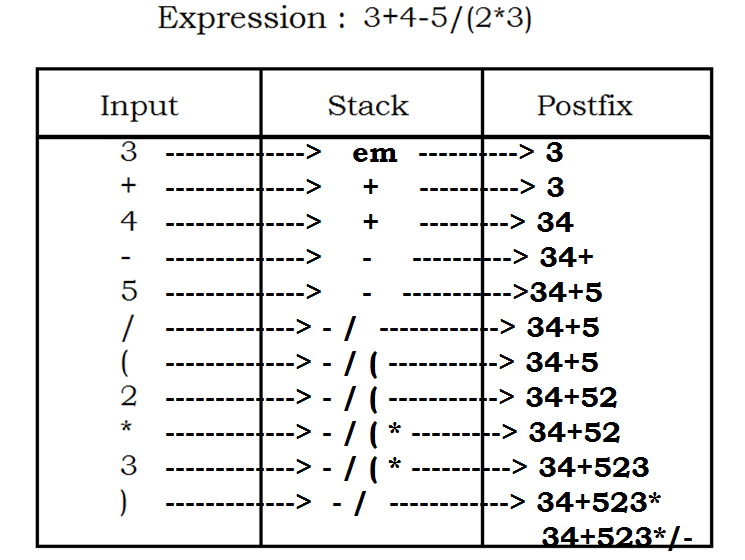 Expression : 3+4-5/(2*3)
Input Stack Postfix
3 --------------> em ----------> 3
+ --------------> + ----------> 3
4 --------------> + ---------> 34
- --------------> - ----------> 34+
5 --------------> - ----------->34+5
/ -------------> - / ------------> 34+5
( -------------> - / ( -----------> 34+5
2 -------------> - / ( -----------> 34+52
* -------------> - / ( * ---------> 34+52
3 -------------> - / ( * ----------> 34+523
) --------------> - / ------------> 34+523*
34+523*/-